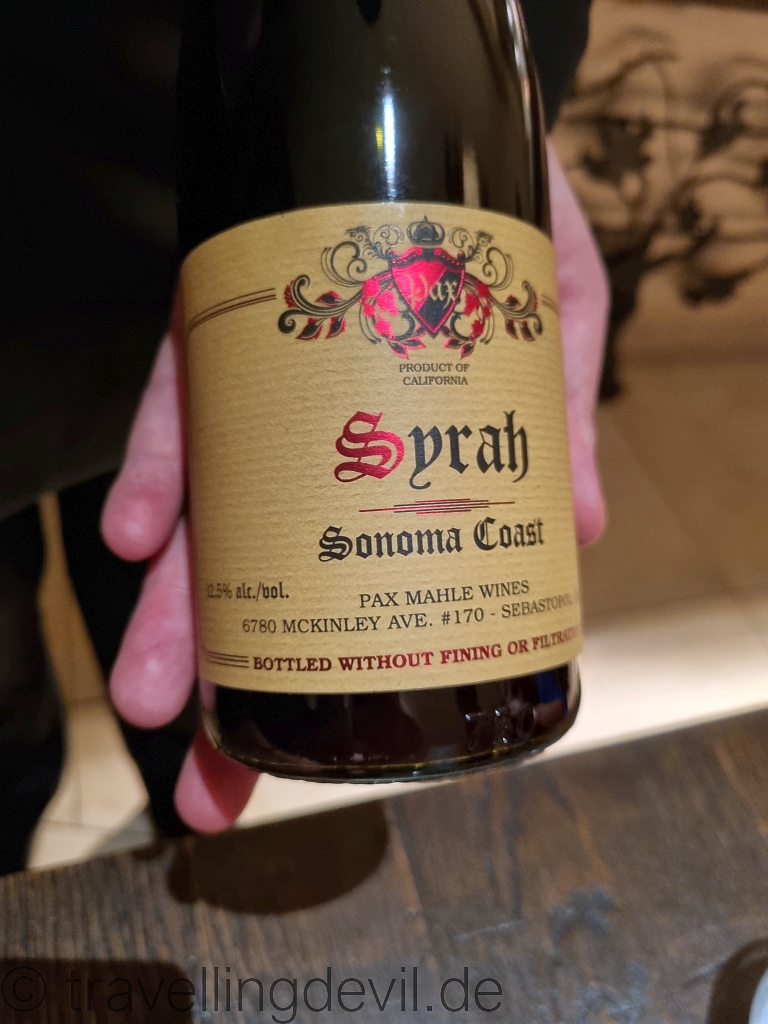 Pax
PRODUCT OF
CALIFORNIA
Syrah
Sonoma Coast
12.5% alc./vol.
PAX MAHLE WINES
6780 MCKINLEY AVE. #170 - SEBASTOPOL
BOTTLED WITHOUT FINING OR
750
© travellingdevil.de